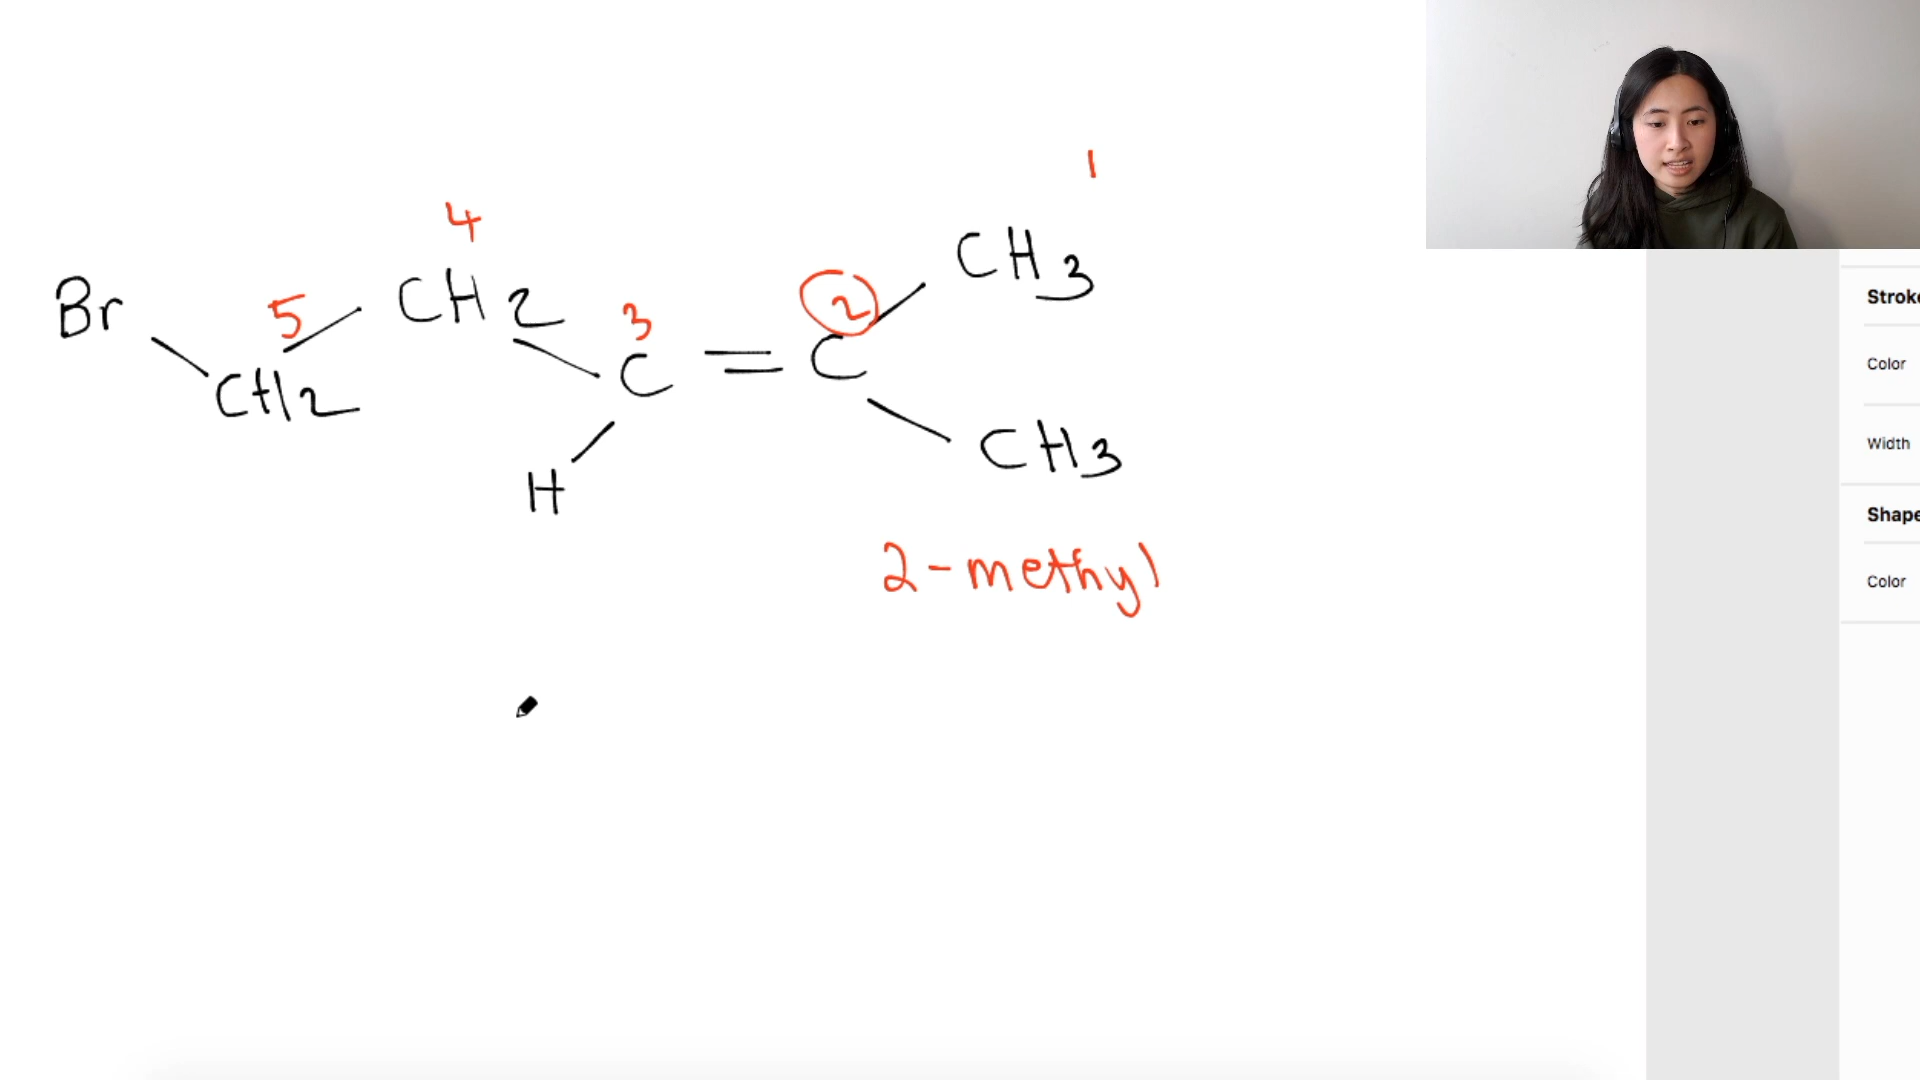 1
4
Br 5 CH2 3 2 CH3
CH2 C = C
H CH3
2-methyl
Stroke
Color
Width
Shape
Color